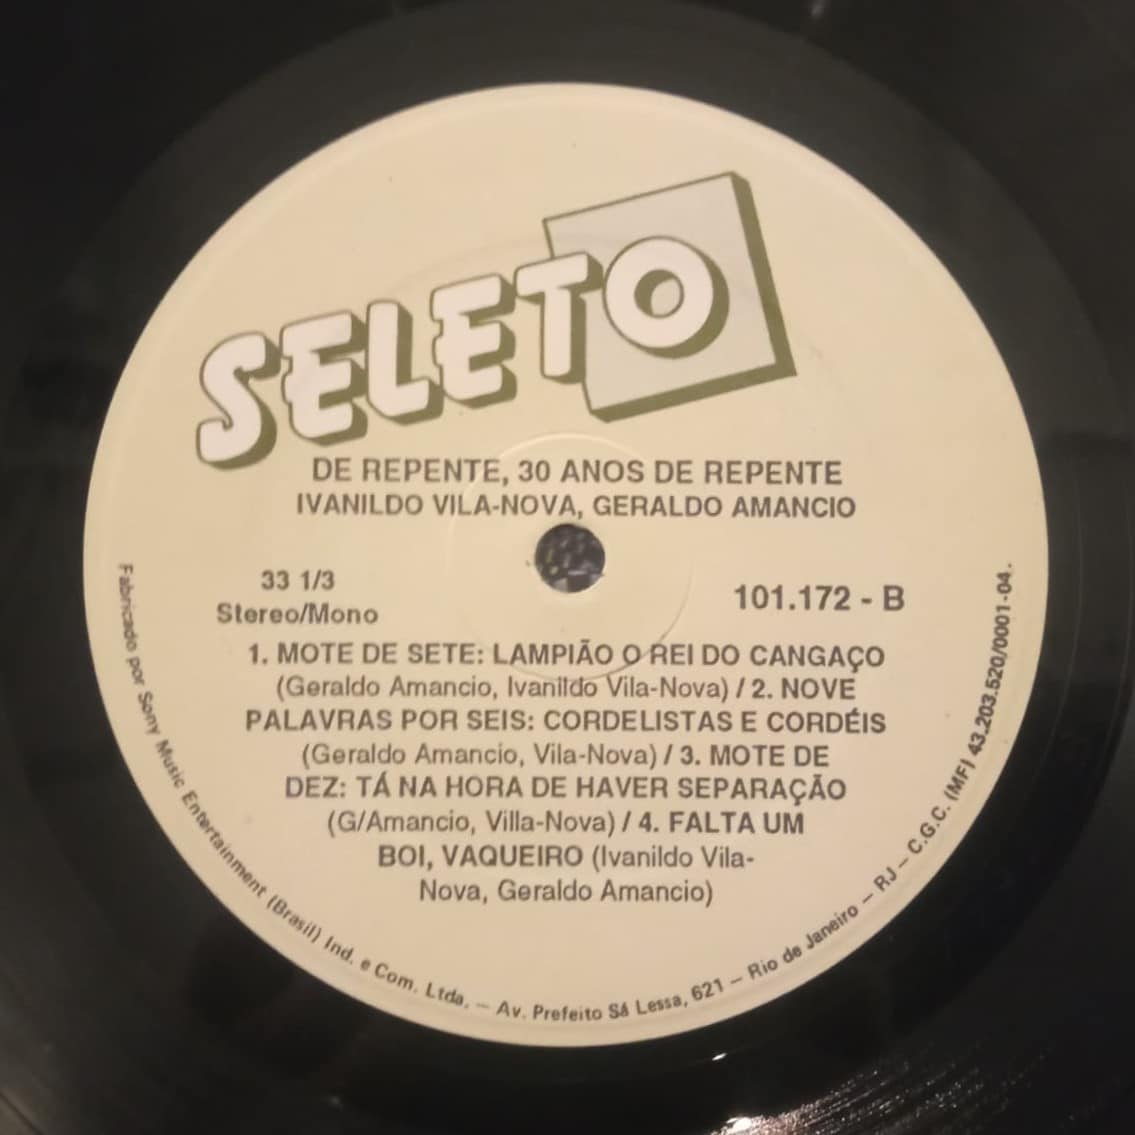 SELETO
DE REPENTE, 30 ANOS DE REPENTE
IVANILDO VILA-NOVA, GERALDO AMANCIO
33 1/3
Stereo/Mono
101.172 - B
1. MOTE DE SETE: LAMPIÃO O REI DO CANGAÇO
(Geraldo Amancio, Ivanildo Vila-Nova) / 2. NOVE
PALAVRAS POR SEIS: CORDELISTAS E CORDÉIS
(Geraldo Amancio, Vila-Nova) / 3. MOTE DE
DEZ: TÁ NA HORA DE HAVER SEPARAÇÃO
(G/Amancio, Villa-Nova) / 4. FALTA UM
BOI, VAQUEIRO (Ivanildo Vila-
Nova, Geraldo Amancio)
Fabricado por Sony Music Entertainment (Brasil) Ind. e Com. Ltda. – Av. Prefeito Sá Lessa, 621 – Rio de Janeiro – RJ – C.G.C. (MF) 43.203.520/0001-04.